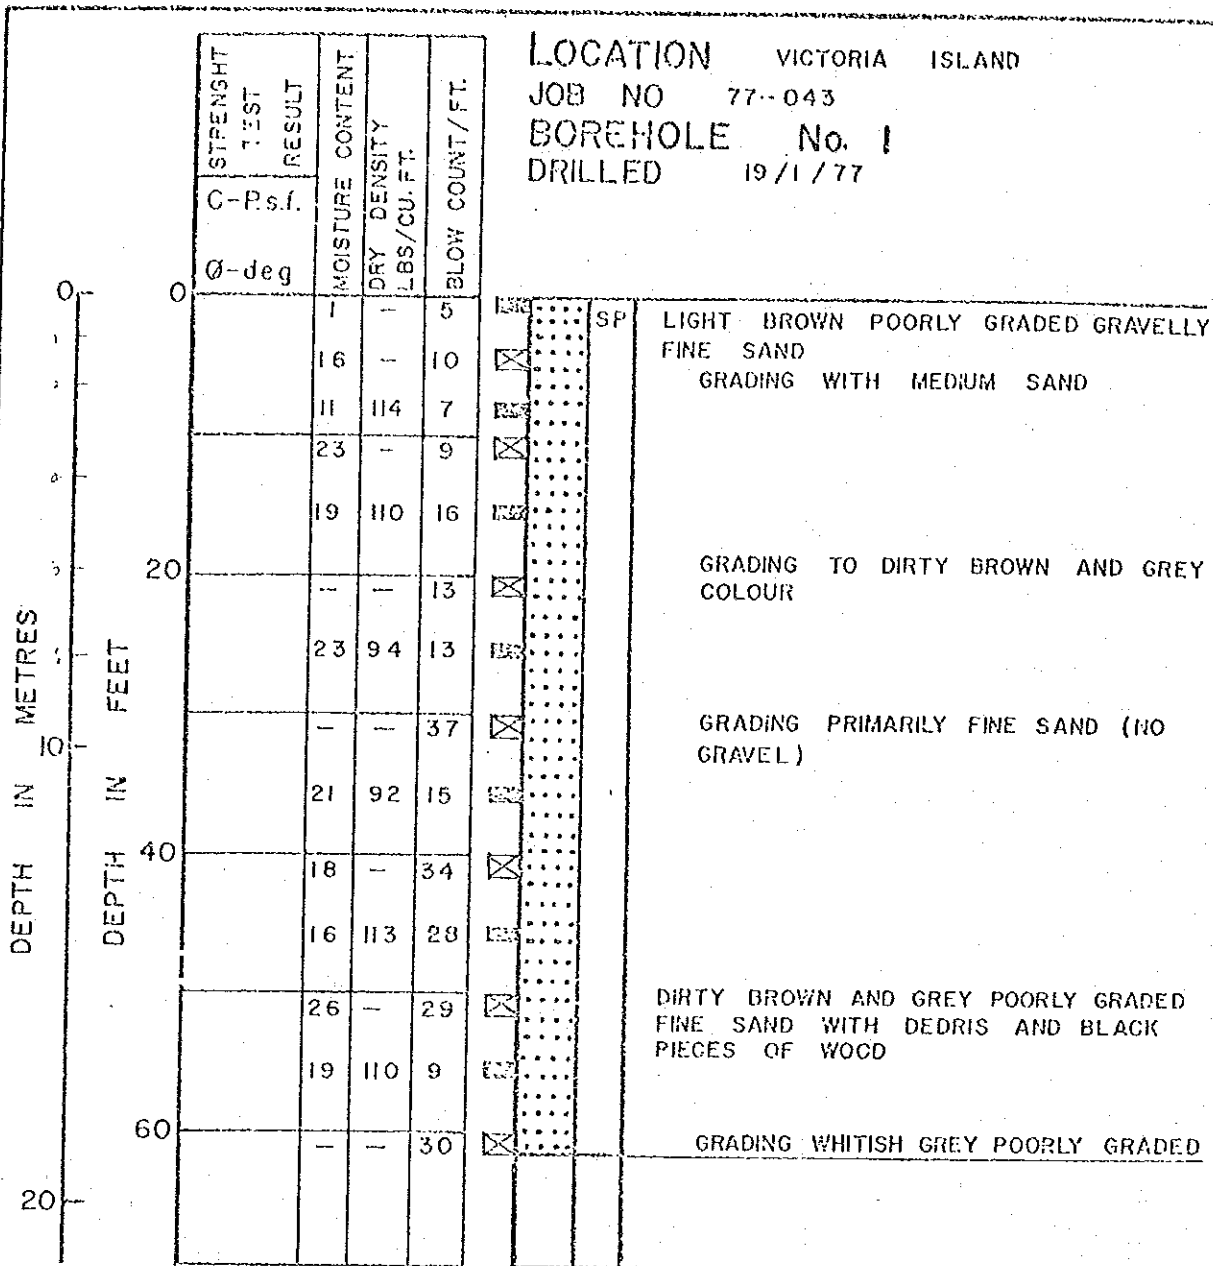 LOCATION VICTORIA ISLAND
JOB NO 77-043
BOREHOLE No. 1
DRILLED 19/1/77
STPENGHT
TEST
RESULT
C-P.s.f.
Ø-deg
MOISTURE CONTENT
DRY DENSITY
LBS/CU.FT.
BLOW COUNT/FT.
DEPTH IN METRES
0
10
20
DEPTH IN FEET
0
20
40
60
1 - 5
16 - 10
11 114 7
23 - 9
19 110 16
- - 13
23 94 13
- - 37
21 92 15
18 - 34
16 113 28
26 - 29
19 110 9
- - 30
SP
LIGHT BROWN POORLY GRADED GRAVELLY
FINE SAND
GRADING WITH MEDIUM SAND
GRADING TO DIRTY BROWN AND GREY
COLOUR
GRADING PRIMARILY FINE SAND (NO
GRAVEL)
DIRTY BROWN AND GREY POORLY GRADED
FINE SAND WITH DEDRIS AND BLACK
PIECES OF WOOD
GRADING WHITISH GREY POORLY GRADED